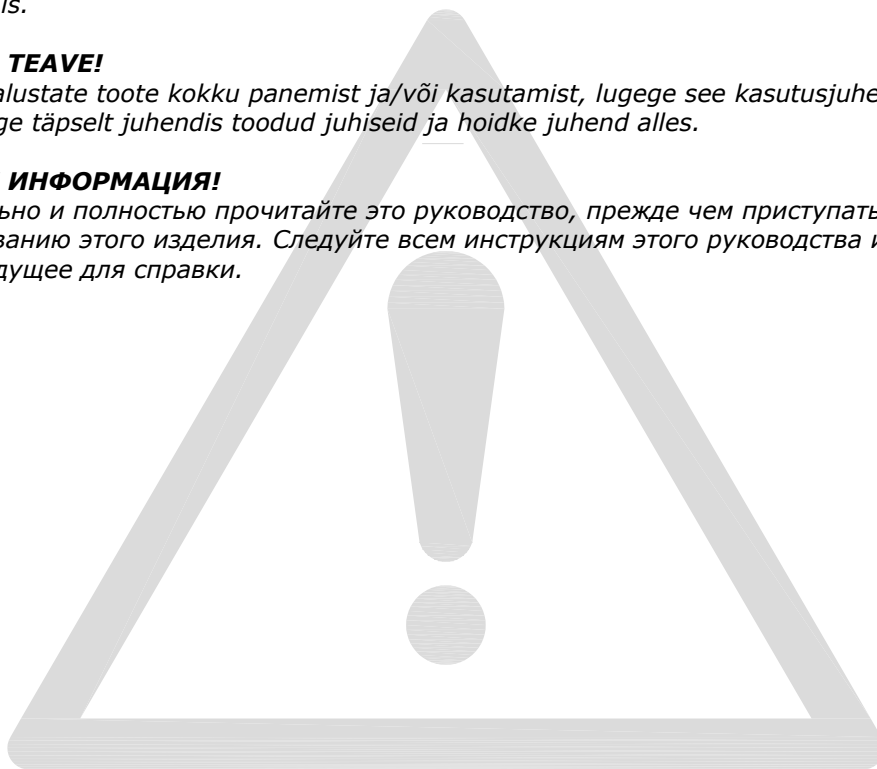 is.
TEAVE!
alustate toote kokku panemist ja/või kasutamist, lugege see kasutusjuhe
ge täpselt juhendis toodud juhiseid ja hoidke juhend alles.
ИНФОРМАЦИЯ!
ьно и полностью прочитайте это руководство, прежде чем приступать
ванию этого изделия. Следуйте всем инструкциям этого руководства и
дущее для справки.